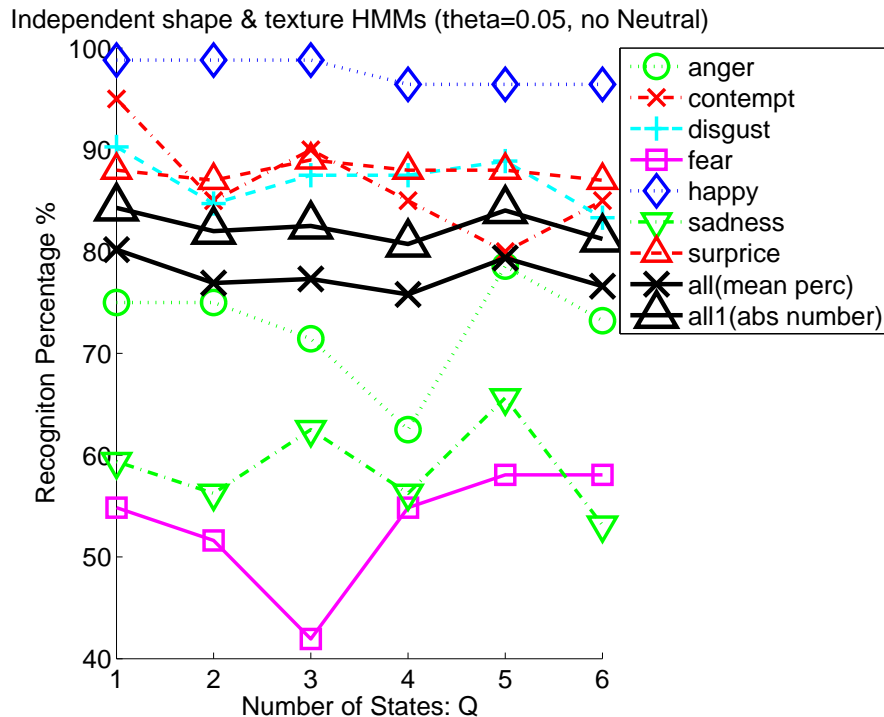 Independent shape & texture HMMs (theta=0.05, no Neutral)
100
90
80
70
60
50
40
Recogniton Percentage %
1 2 3 4 5 6
Number of States: Q
anger
contempt
disgust
fear
happy
sadness
surprice
all(mean perc)
all1(abs number)